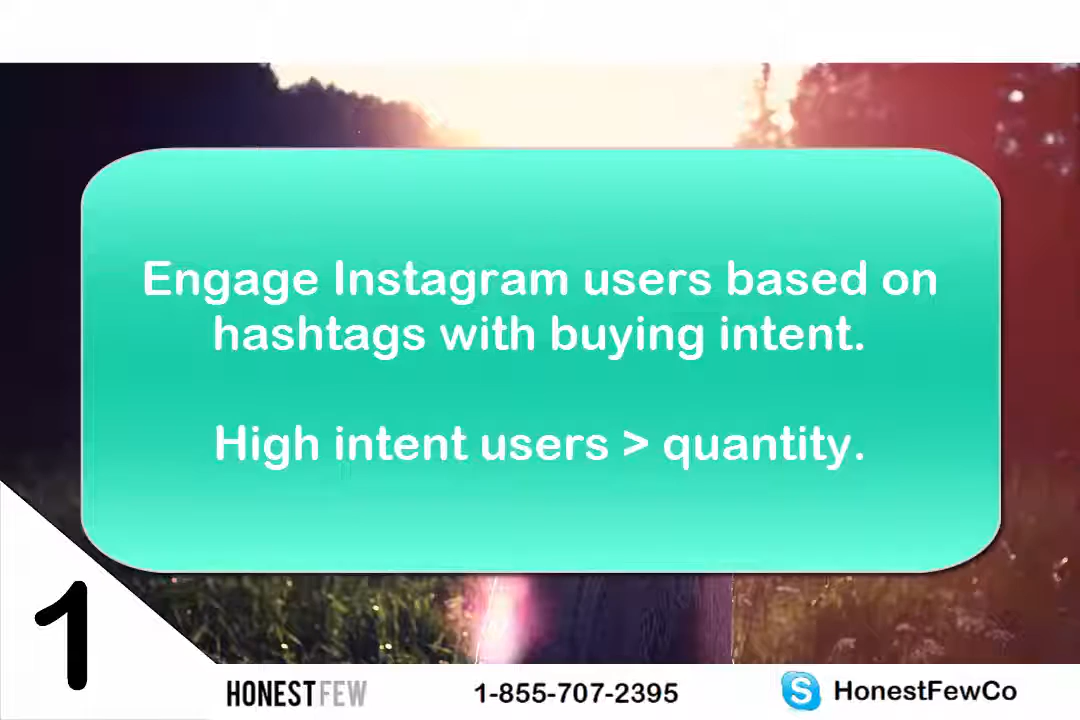 Engage Instagram users based on
hashtags with buying intent.
High intent users > quantity.
1
HONESTFEW
1-855-707-2395
HonestFewCo